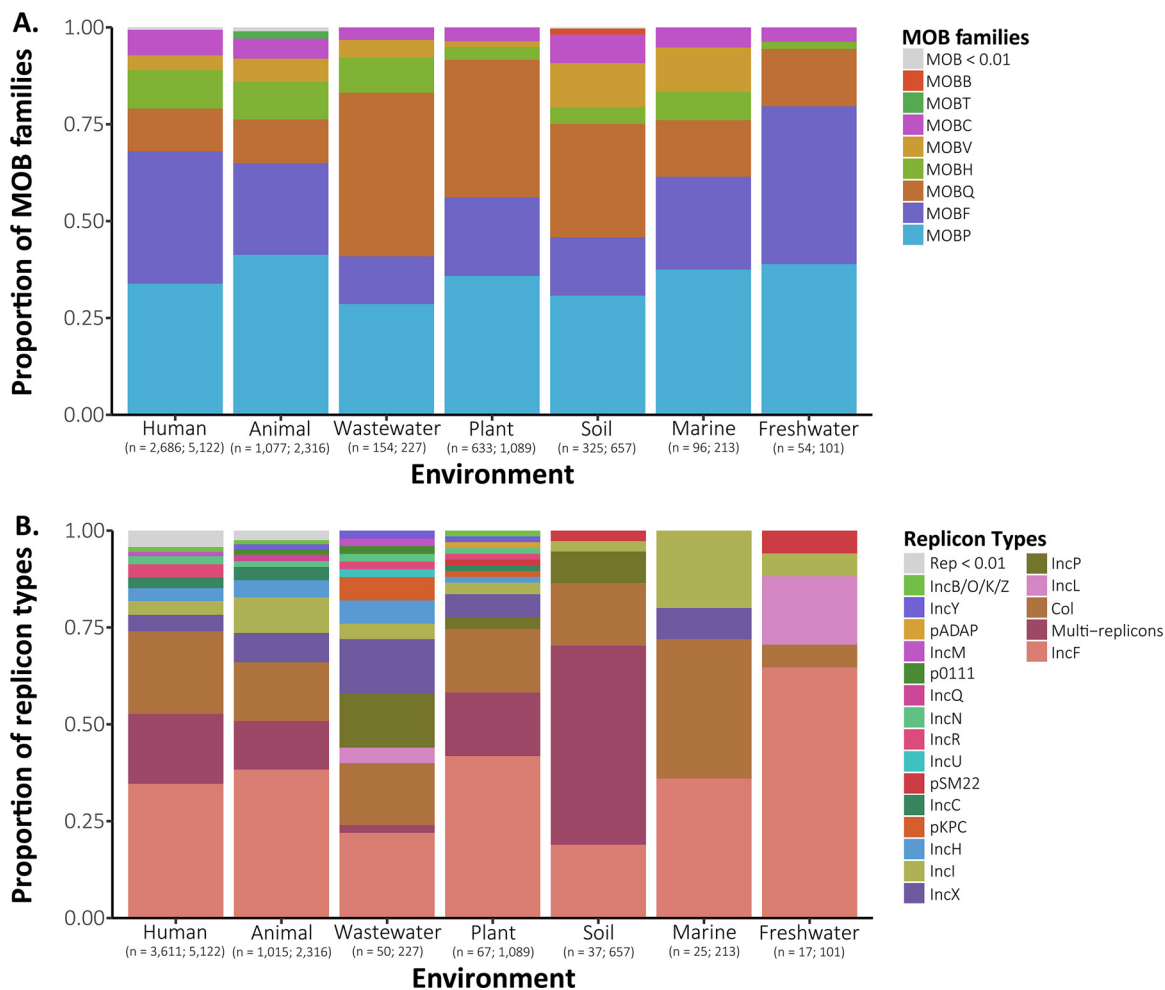 A.
Proportion of MOB families
1.00
0.75
0.50
0.25
0.00
Human
(n = 2,686; 5,122)
Animal
(n = 1,077; 2,316)
Wastewater
(n = 154; 227)
Plant
(n = 633; 1,089)
Soil
(n = 325; 657)
Marine
(n = 96; 213)
Freshwater
(n = 54; 101)
Environment
MOB families
MOB < 0.01
MOBB
MOBT
MOBC
MOBV
MOBH
MOBQ
MOBF
MOBP
B.
Proportion of replicon types
1.00
0.75
0.50
0.25
0.00
Human
(n = 3,611; 5,122)
Animal
(n = 1,015; 2,316)
Wastewater
(n = 50; 227)
Plant
(n = 67; 1,089)
Soil
(n = 37; 657)
Marine
(n = 25; 213)
Freshwater
(n = 17; 101)
Environment
Replicon Types
Rep < 0.01
IncB/O/K/Z
IncY
pADAP
IncM
p0111
IncQ
IncN
IncR
IncU
pSM22
IncC
pKPC
IncH
IncI
IncX
IncP
IncL
Col
Multi−replicons
IncF